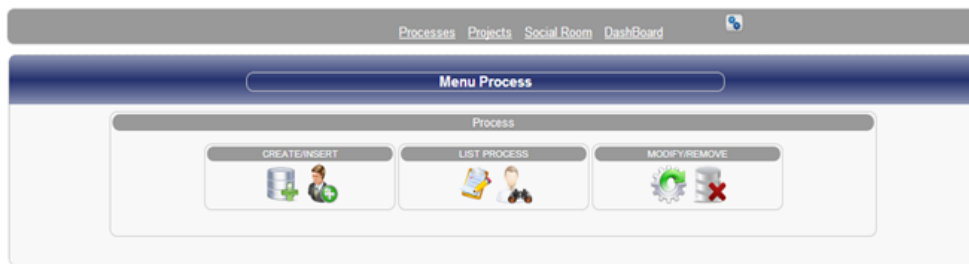 Processes Projects Social Room DashBoard
Menu Process
Process
CREATE/INSERT LIST PROCESS MODIFY/REMOVE